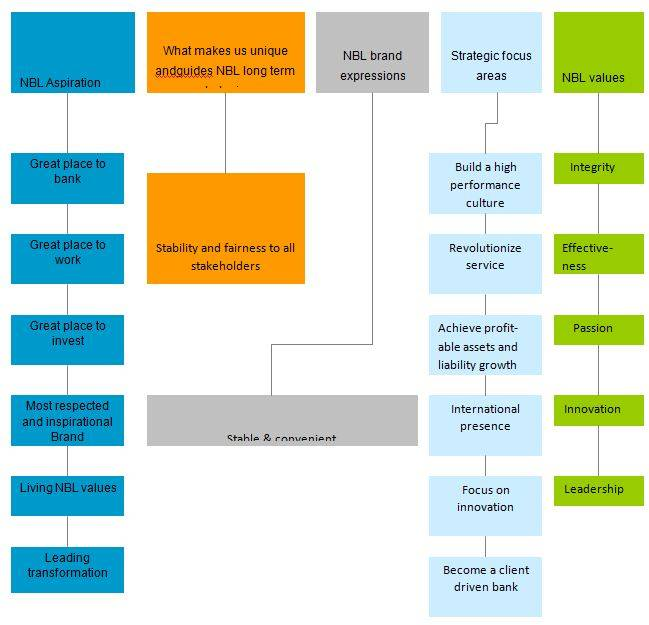 NBL Aspiration
Great place to
bank
Great place to
work
Great place to
invest
Most respected
and inspirational
Brand
Living NBL values
Leading
transformation
What makes us unique
andguides NBL long term
Stability and fairness to all
stakeholders
NBL brand
expressions
Stable & convenient
Strategic focus
areas
Build a high
performance
culture
Revolutionize
service
Achieve profit-
able assets and
liability growth
International
presence
Focus on
innovation
Become a client
driven bank
NBL values
Integrity
Effective-
ness
Passion
Innovation
Leadership